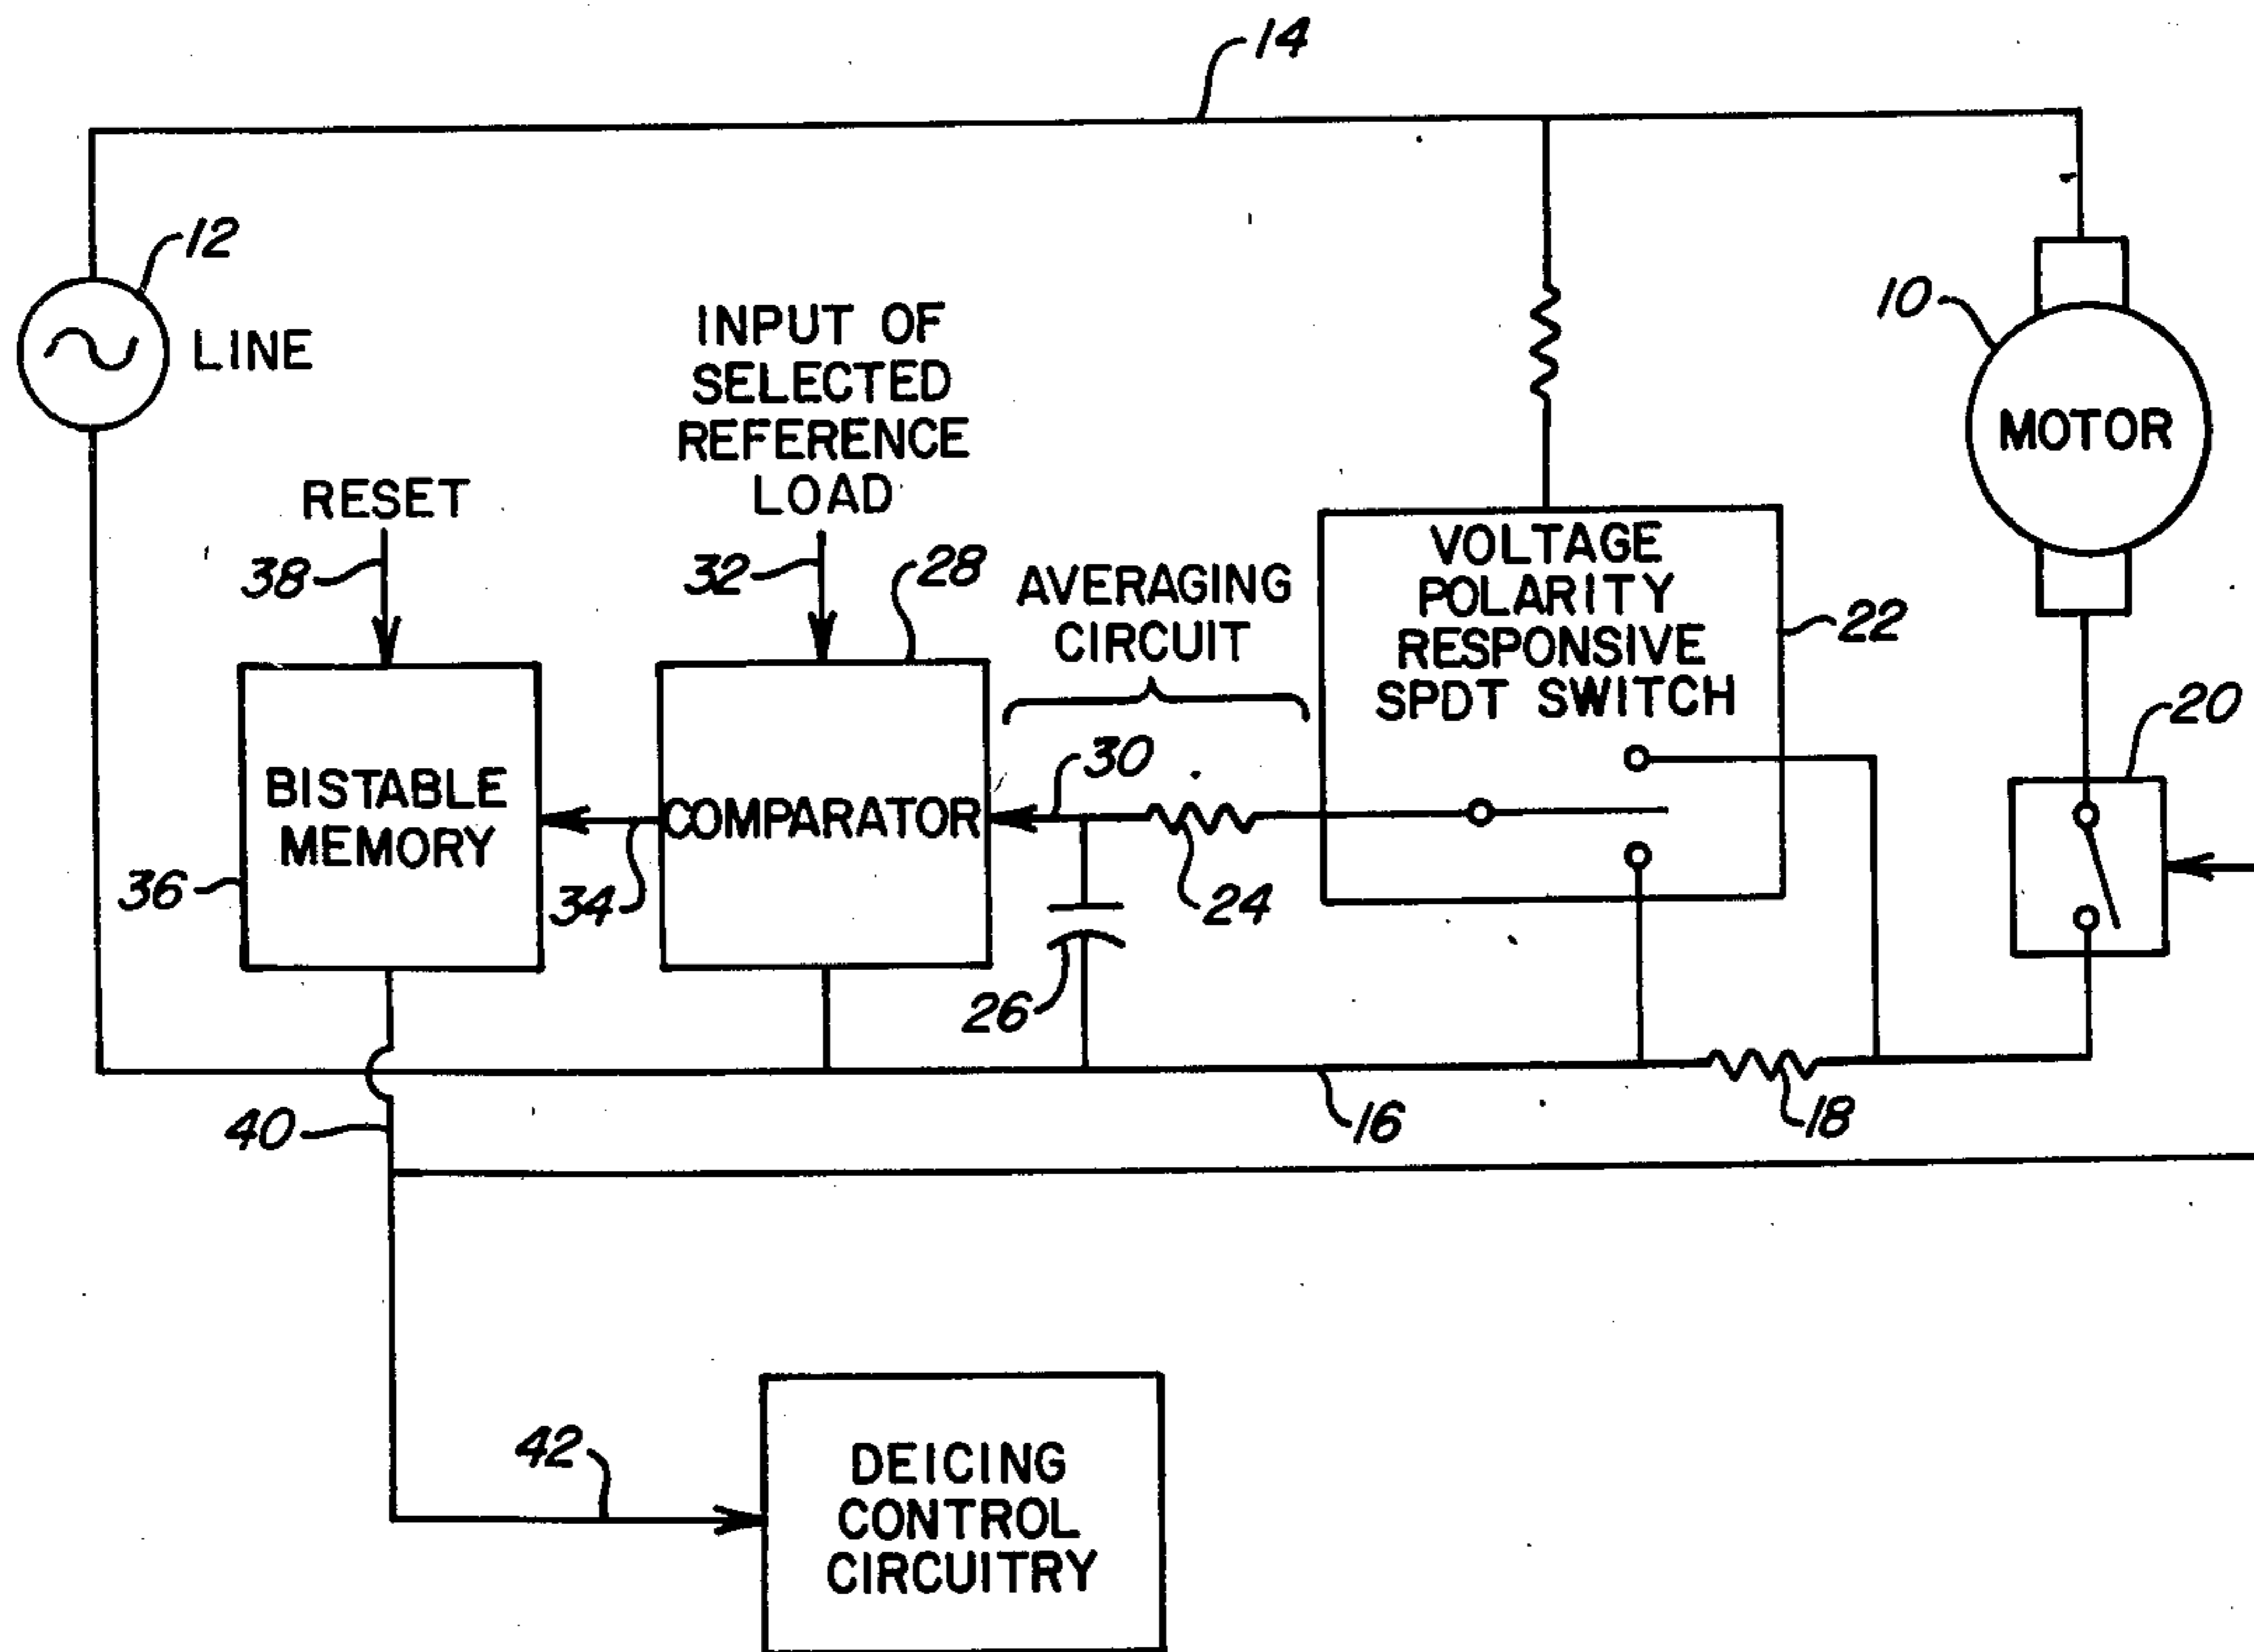 14
12
LINE
INPUT OF
SELECTED
REFERENCE
LOAD
10
MOTOR
RESET
38
32
28
AVERAGING
CIRCUIT
VOLTAGE
POLARITY
RESPONSIVE
SPDT SWITCH
22
20
BISTABLE
MEMORY
36
34
COMPARATOR
30
24
26
16
18
40
42
DEICING
CONTROL
CIRCUITRY